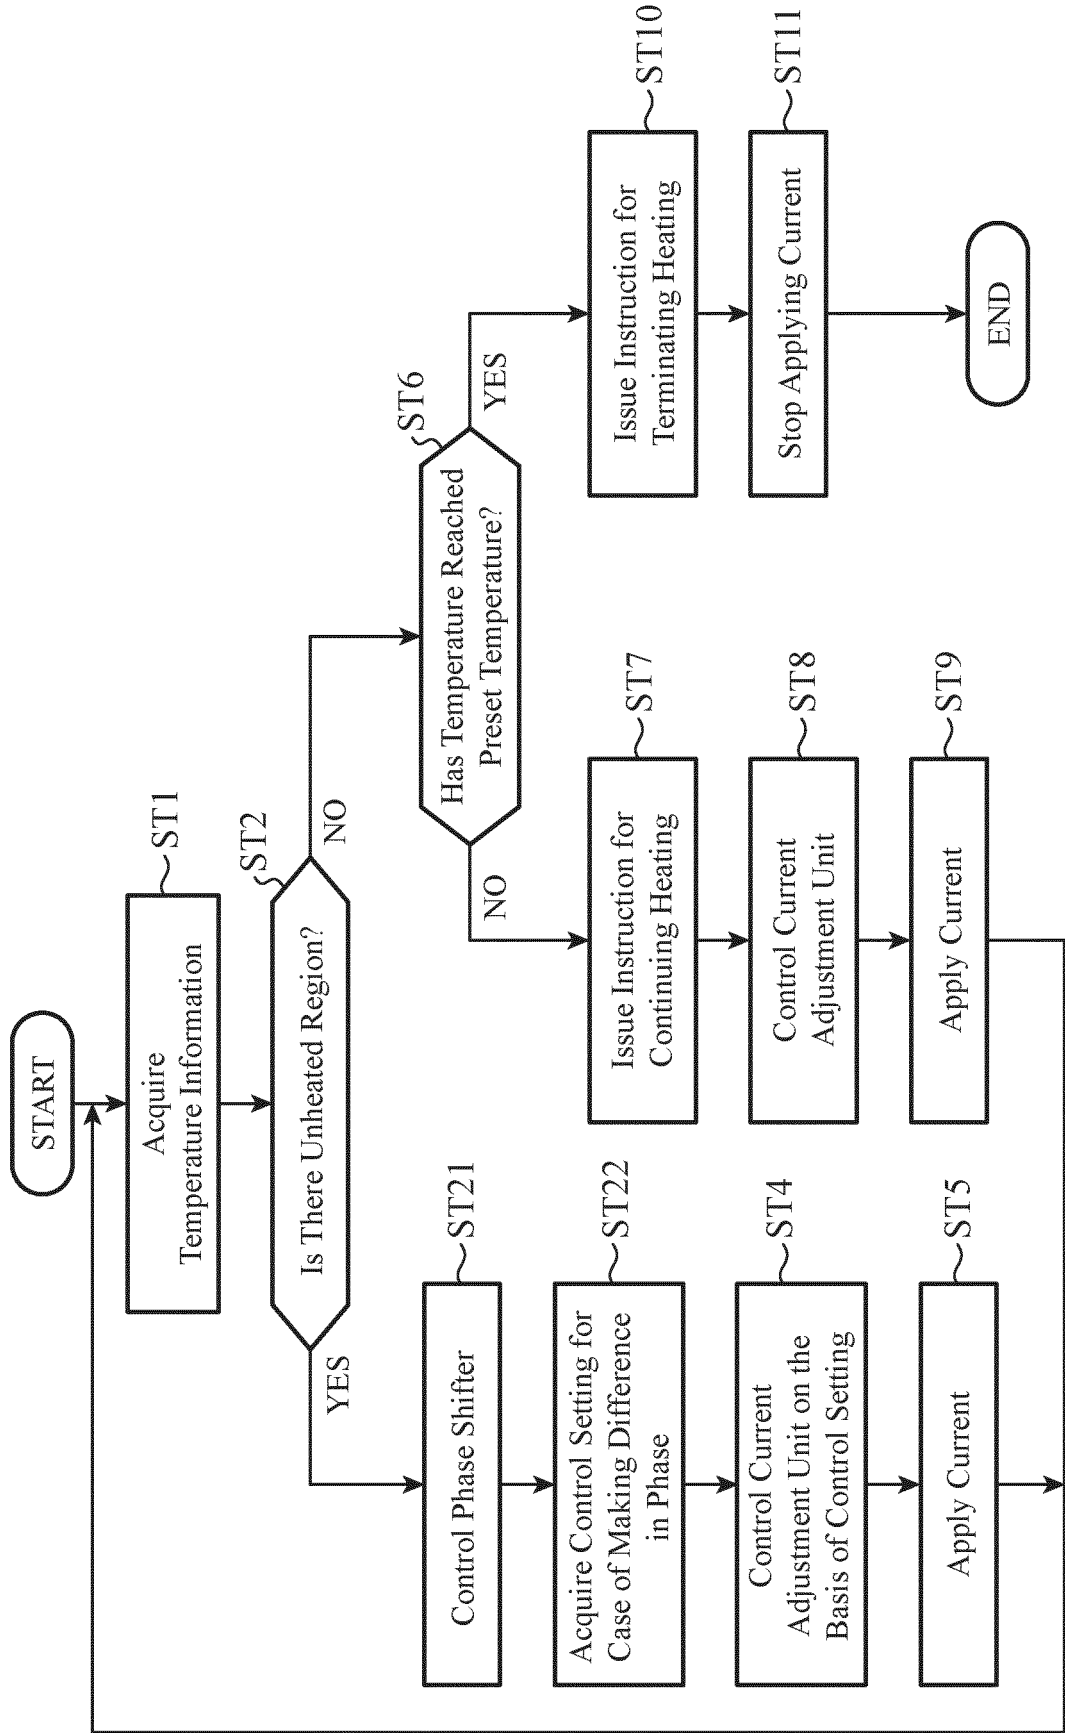 START
ST1
Acquire
Temperature Information
ST2
Is There Unheated Region?
YES
NO
ST21
Control Phase Shifter
ST22
Acquire Control Setting for
Case of Making Difference
in Phase
ST4
Control Current
Adjustment Unit on the
Basis of Control Setting
ST5
Apply Current
ST6
Has Temperature Reached
Preset Temperature?
NO
YES
ST7
Issue Instruction for
Continuing Heating
ST8
Control Current
Adjustment Unit
ST9
Apply Current
ST10
Issue Instruction for
Terminating Heating
ST11
Stop Applying Current
END